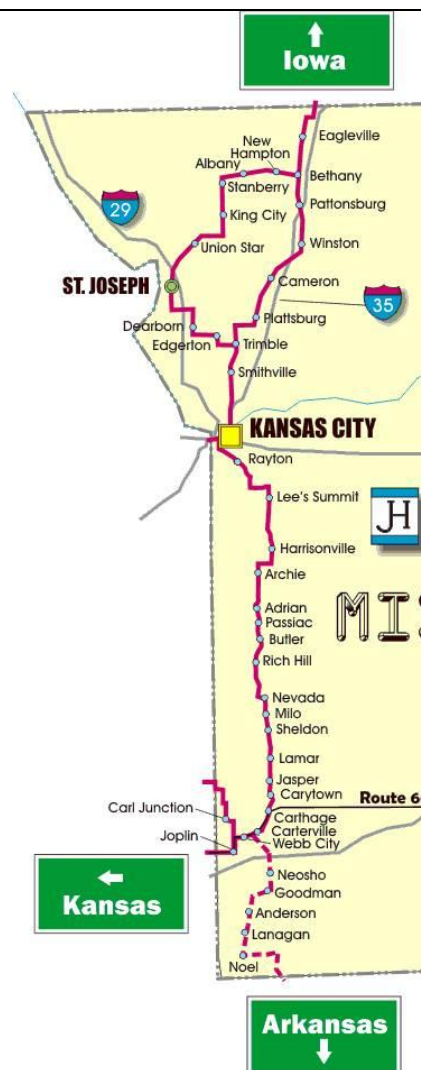 Iowa
Eagleville
New
Hampton
Albany
Bethany
Stanberry
29
Pattonsburg
King City
Union Star
Winston
Cameron
ST. JOSEPH
35
Plattsburg
Dearborn
Edgerton
Trimble
Smithville
KANSAS CITY
Rayton
Lee's Summit
JH
Harrisonville
Archie
Adrian
MIS
Passiac
Butler
Rich Hill
Nevada
Milo
Sheldon
Lamar
Jasper
Carytown
Route 6
Carl Junction
Carthage
Carterville
Joplin
Webb City
Neosho
Kansas
Goodman
Anderson
Lanagan
Noel
Arkansas